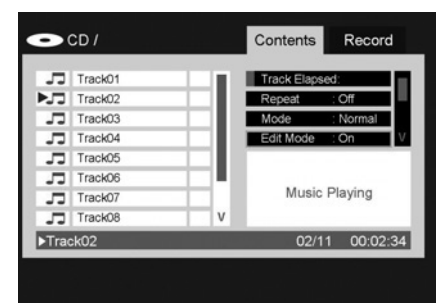 CD /
Contents
Record
Track01
Track02
Track03
Track04
Track05
Track06
Track07
Track08
V
Track Elapsed:
Repeat : Off
Mode : Normal
Edit Mode : On
V
Music Playing
Track02 02/11 00:02:34